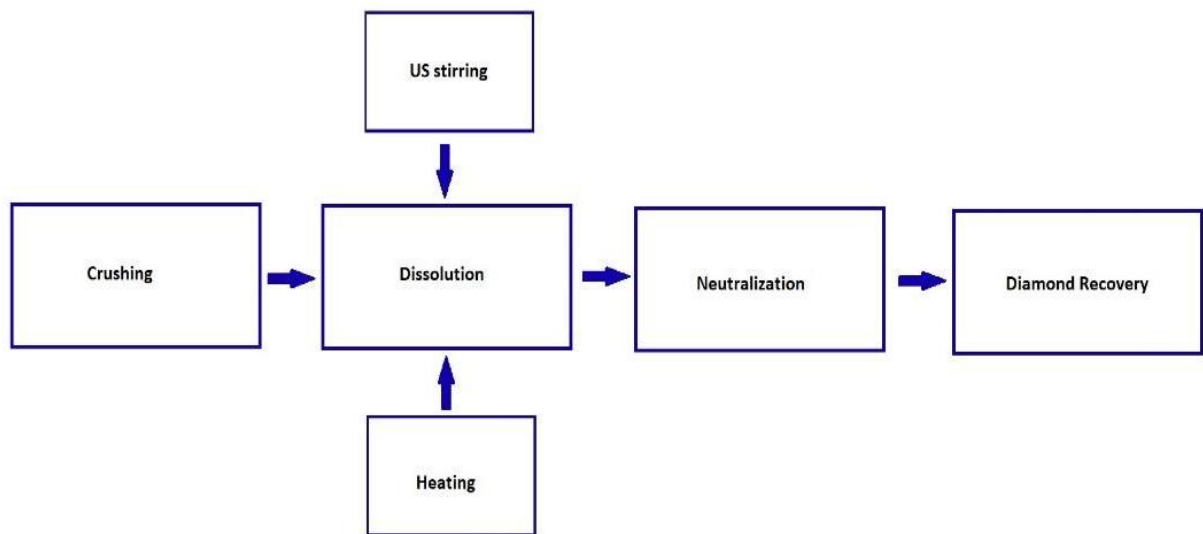 US stirring
Crushing
Dissolution
Neutralization
Diamond Recovery
Heating